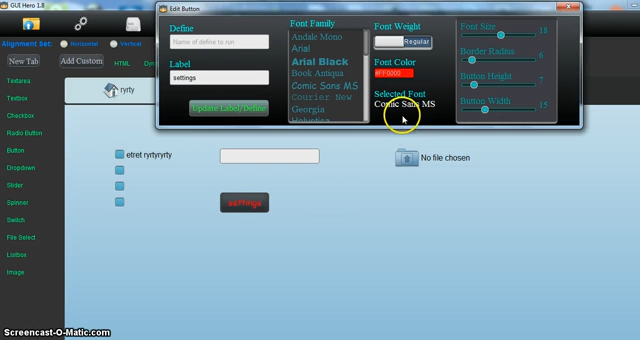 GUI Hero 1.8
Edit Button
Alignment Set:
Horizontal
Vertical
New Tab
Add Custom
HTML
Textarea
Textbox
Checkbox
Radio Button
Button
Dropdown
Slider
Spinner
Switch
File Select
Listbox
Image
ryrty
Define
Name of define to run
Label
settings
Update Label/Define
Font Family
Andale Mono
Arial
Arial Black
Book Antiqua
Comic Sans MS
Courier New
Georgia
Helvetica
Font Weight
Regular
Font Color
#FF0000
Selected Font
Comic Sans MS
Font Size 18
Border Radius 6
Button Height 7
Button Width 15
etret ryrtyryrty
No file chosen
settings
Screencast-O-Matic.com